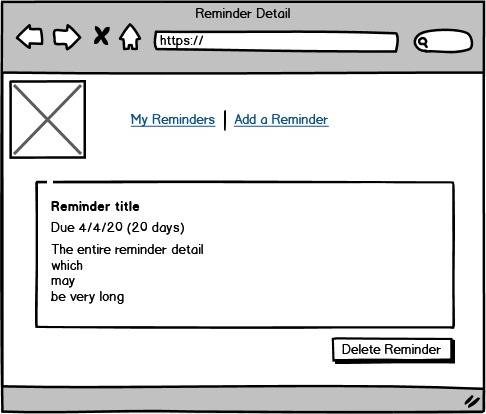 Reminder Detail
https://
My Reminders | Add a Reminder
Reminder title
Due 4/4/20 (20 days)
The entire reminder detail
which
may
be very long
Delete Reminder